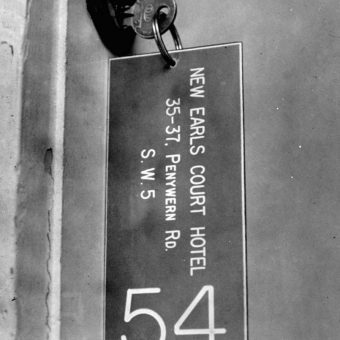 NEW EARLS COURT HOTEL
35-37, PENYWERN RD.
S.W.5
54